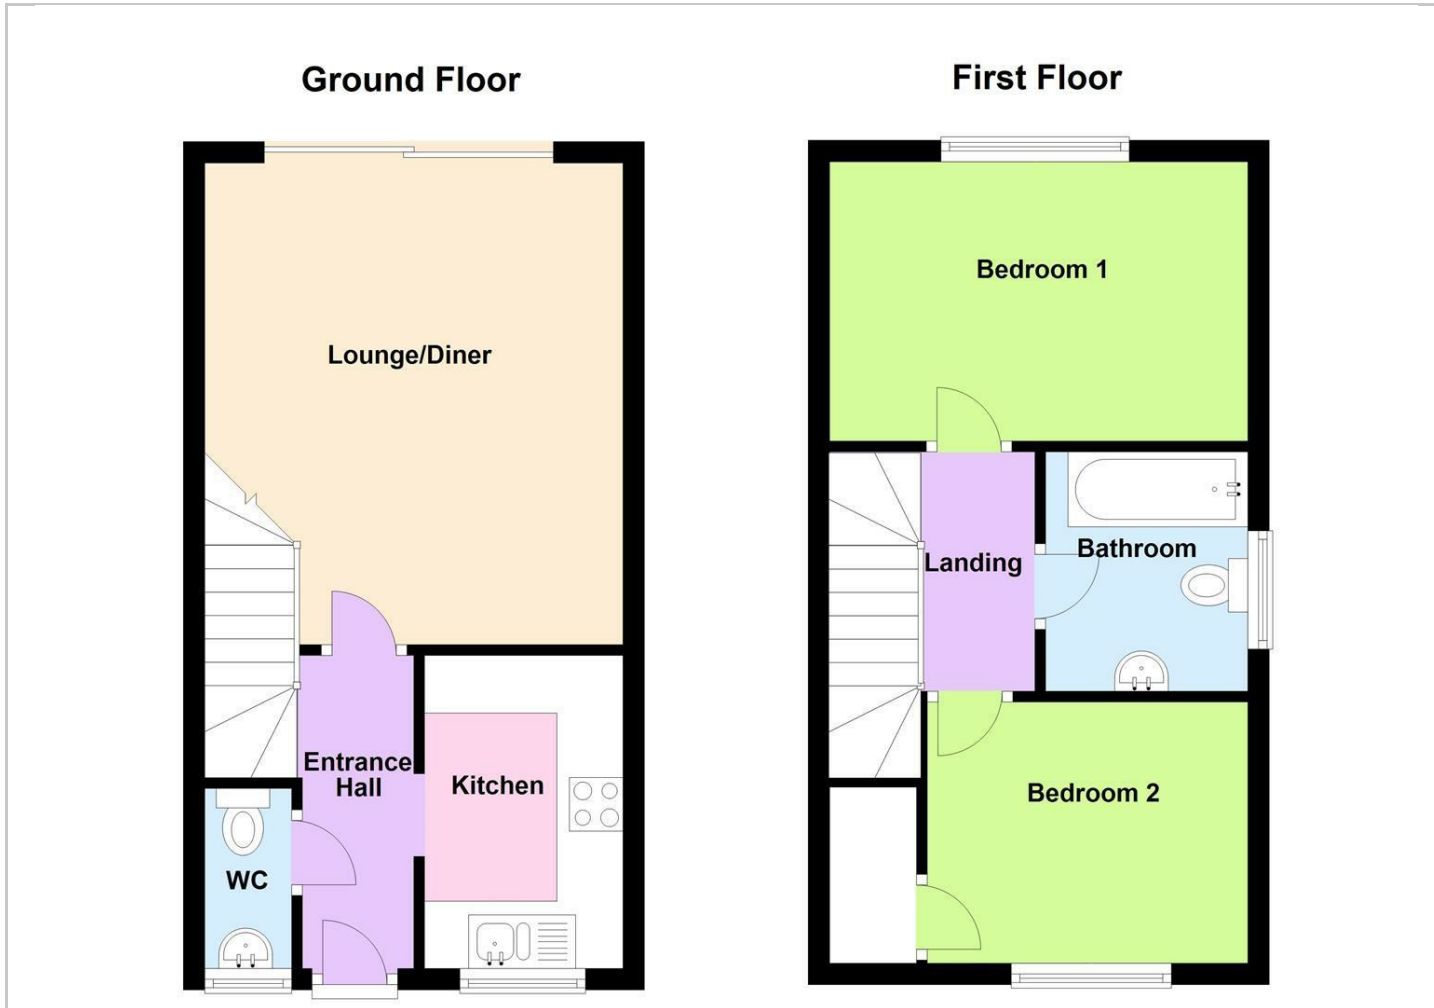 Ground Floor
Lounge/Diner
Entrance
Hall
Kitchen
WC
First Floor
Bedroom 1
Landing
Bathroom
Bedroom 2